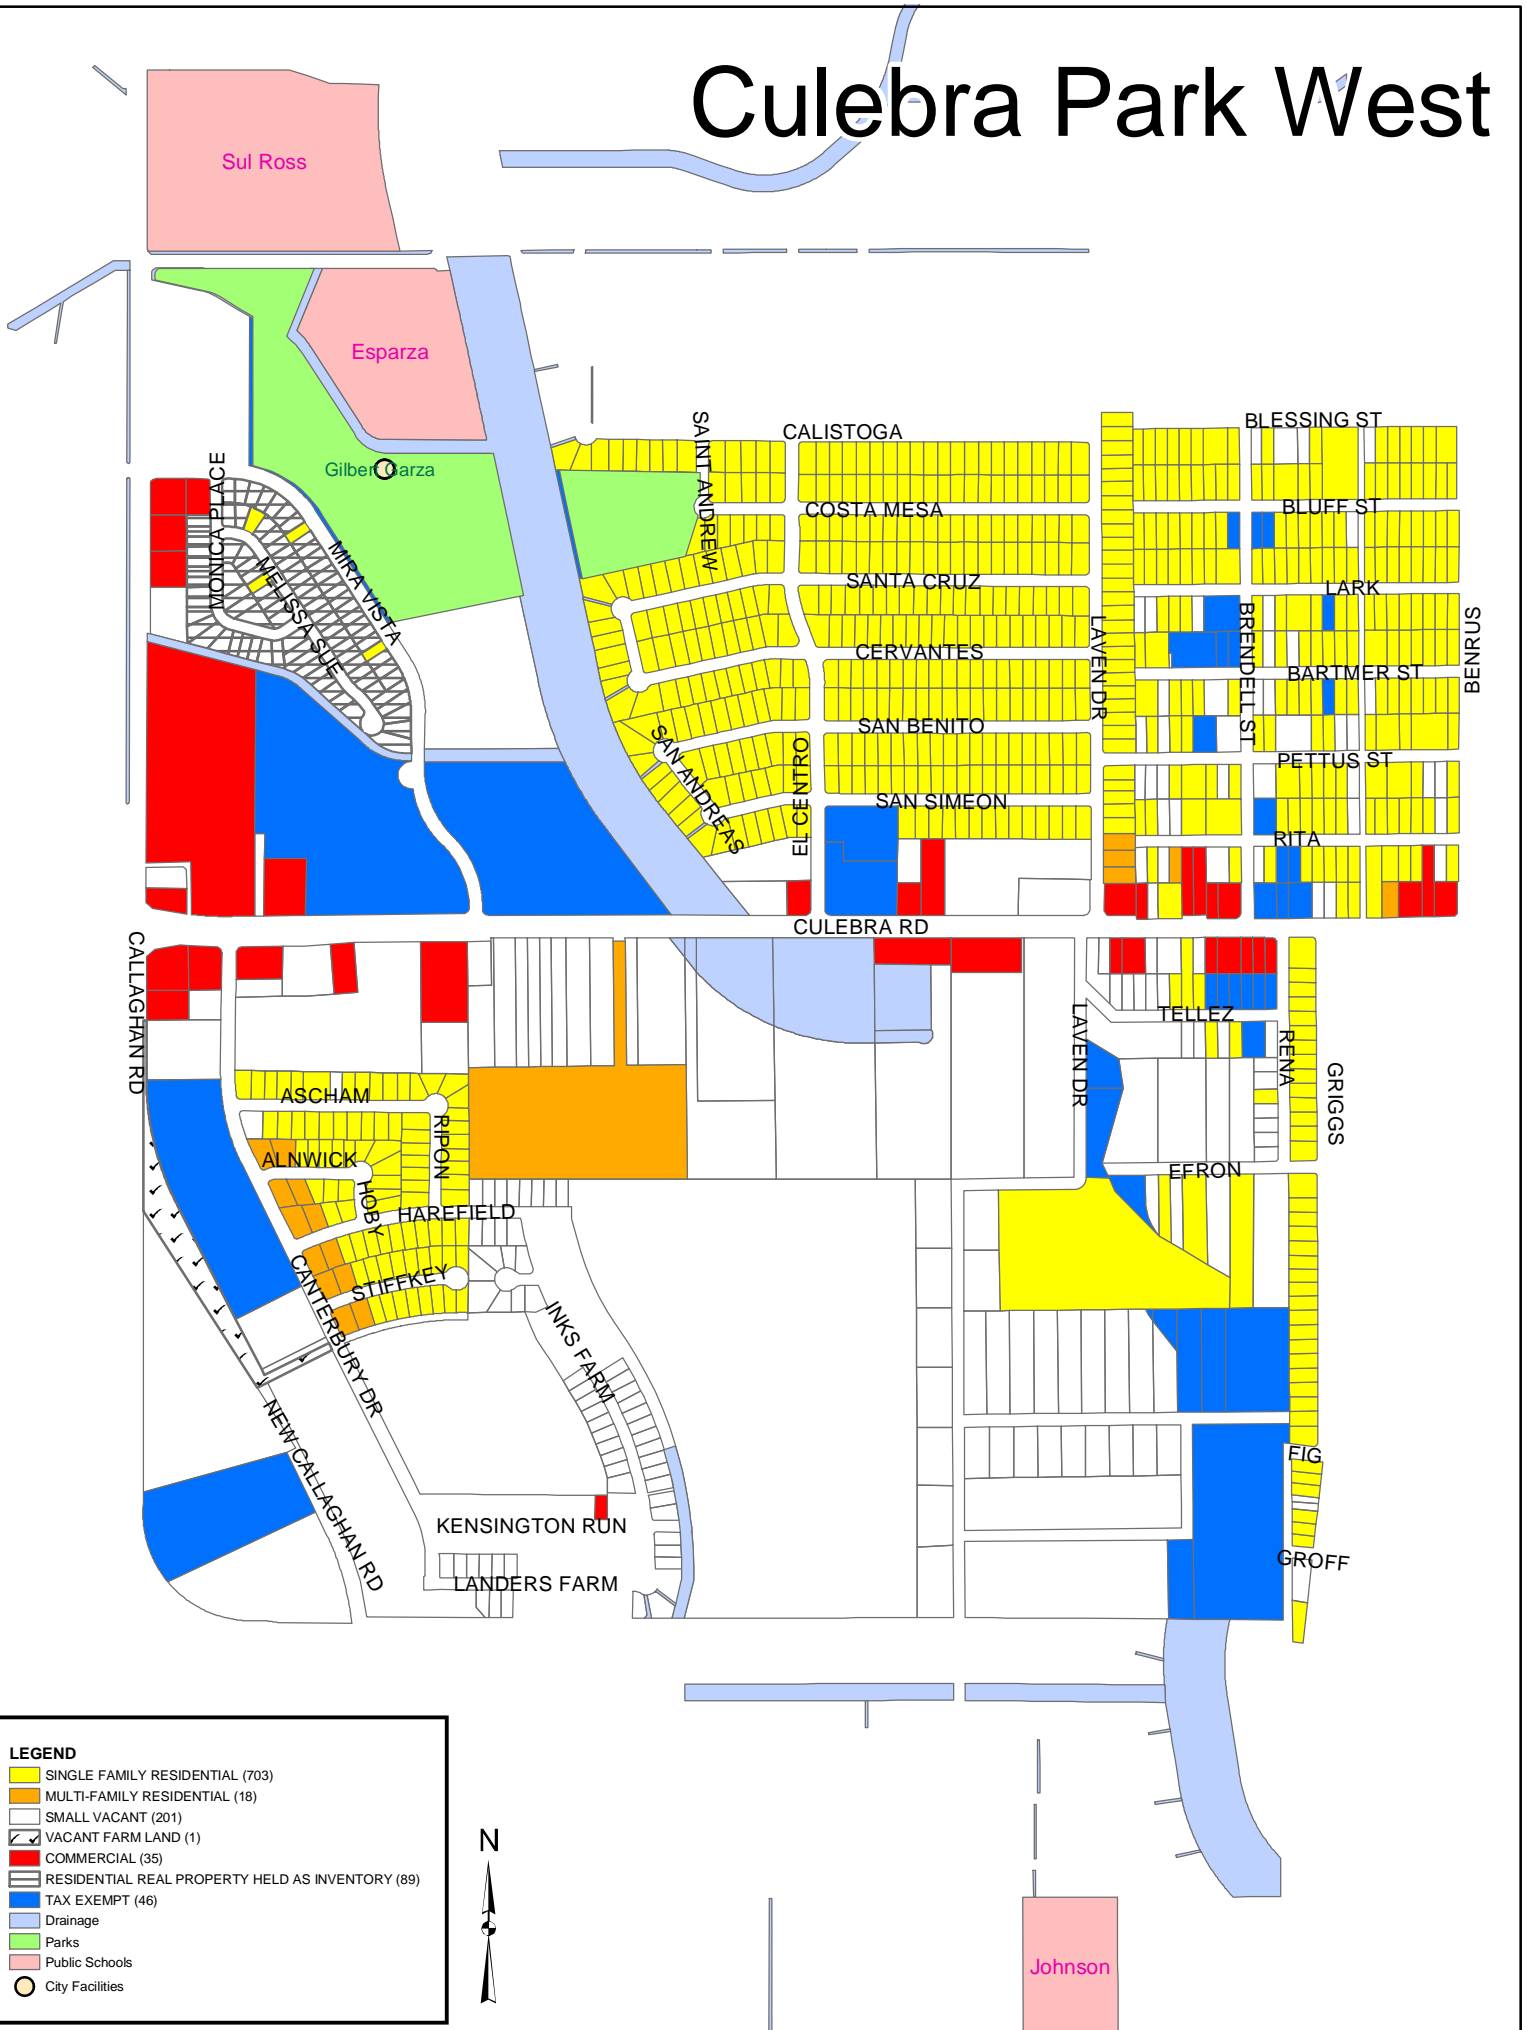 Culebra Park West
Sul Ross
Esparza
Gilbert Garza
BLESSING ST
CALISTOGA
SAINT ANDREW
COSTA MESA
BLUFF ST
MONICA PLACE
MIRA VISTA
MELISSA SUE
SANTA CRUZ
LARK
CERVANTES
LAVEN DR
BRENDELL ST
BARTMER ST
BENRUS
SAN BENITO
SAN ANDREAS
EL CENTRO
PETTUS ST
SAN SIMEON
RITA
CULEBRA RD
CALLAGHAN RD
TELLEZ
LAVEN DR
RENA
GRIGGS
ASCHAM
RIPON
ALNWICK
HOBY
HAREFIELD
EFRON
STIFFKEY
CANTERBURY DR
INKS FARM
NEW CALLAGHAN RD
FIG
KENSINGTON RUN
GROFF
LANDERS FARM
LEGEND
SINGLE FAMILY RESIDENTIAL (703)
MULTI-FAMILY RESIDENTIAL (18)
SMALL VACANT (201)
VACANT FARM LAND (1)
COMMERCIAL (35)
RESIDENTIAL REAL PROPERTY HELD AS INVENTORY (89)
TAX EXEMPT (46)
Drainage
Parks
Public Schools
City Facilities
N
Johnson